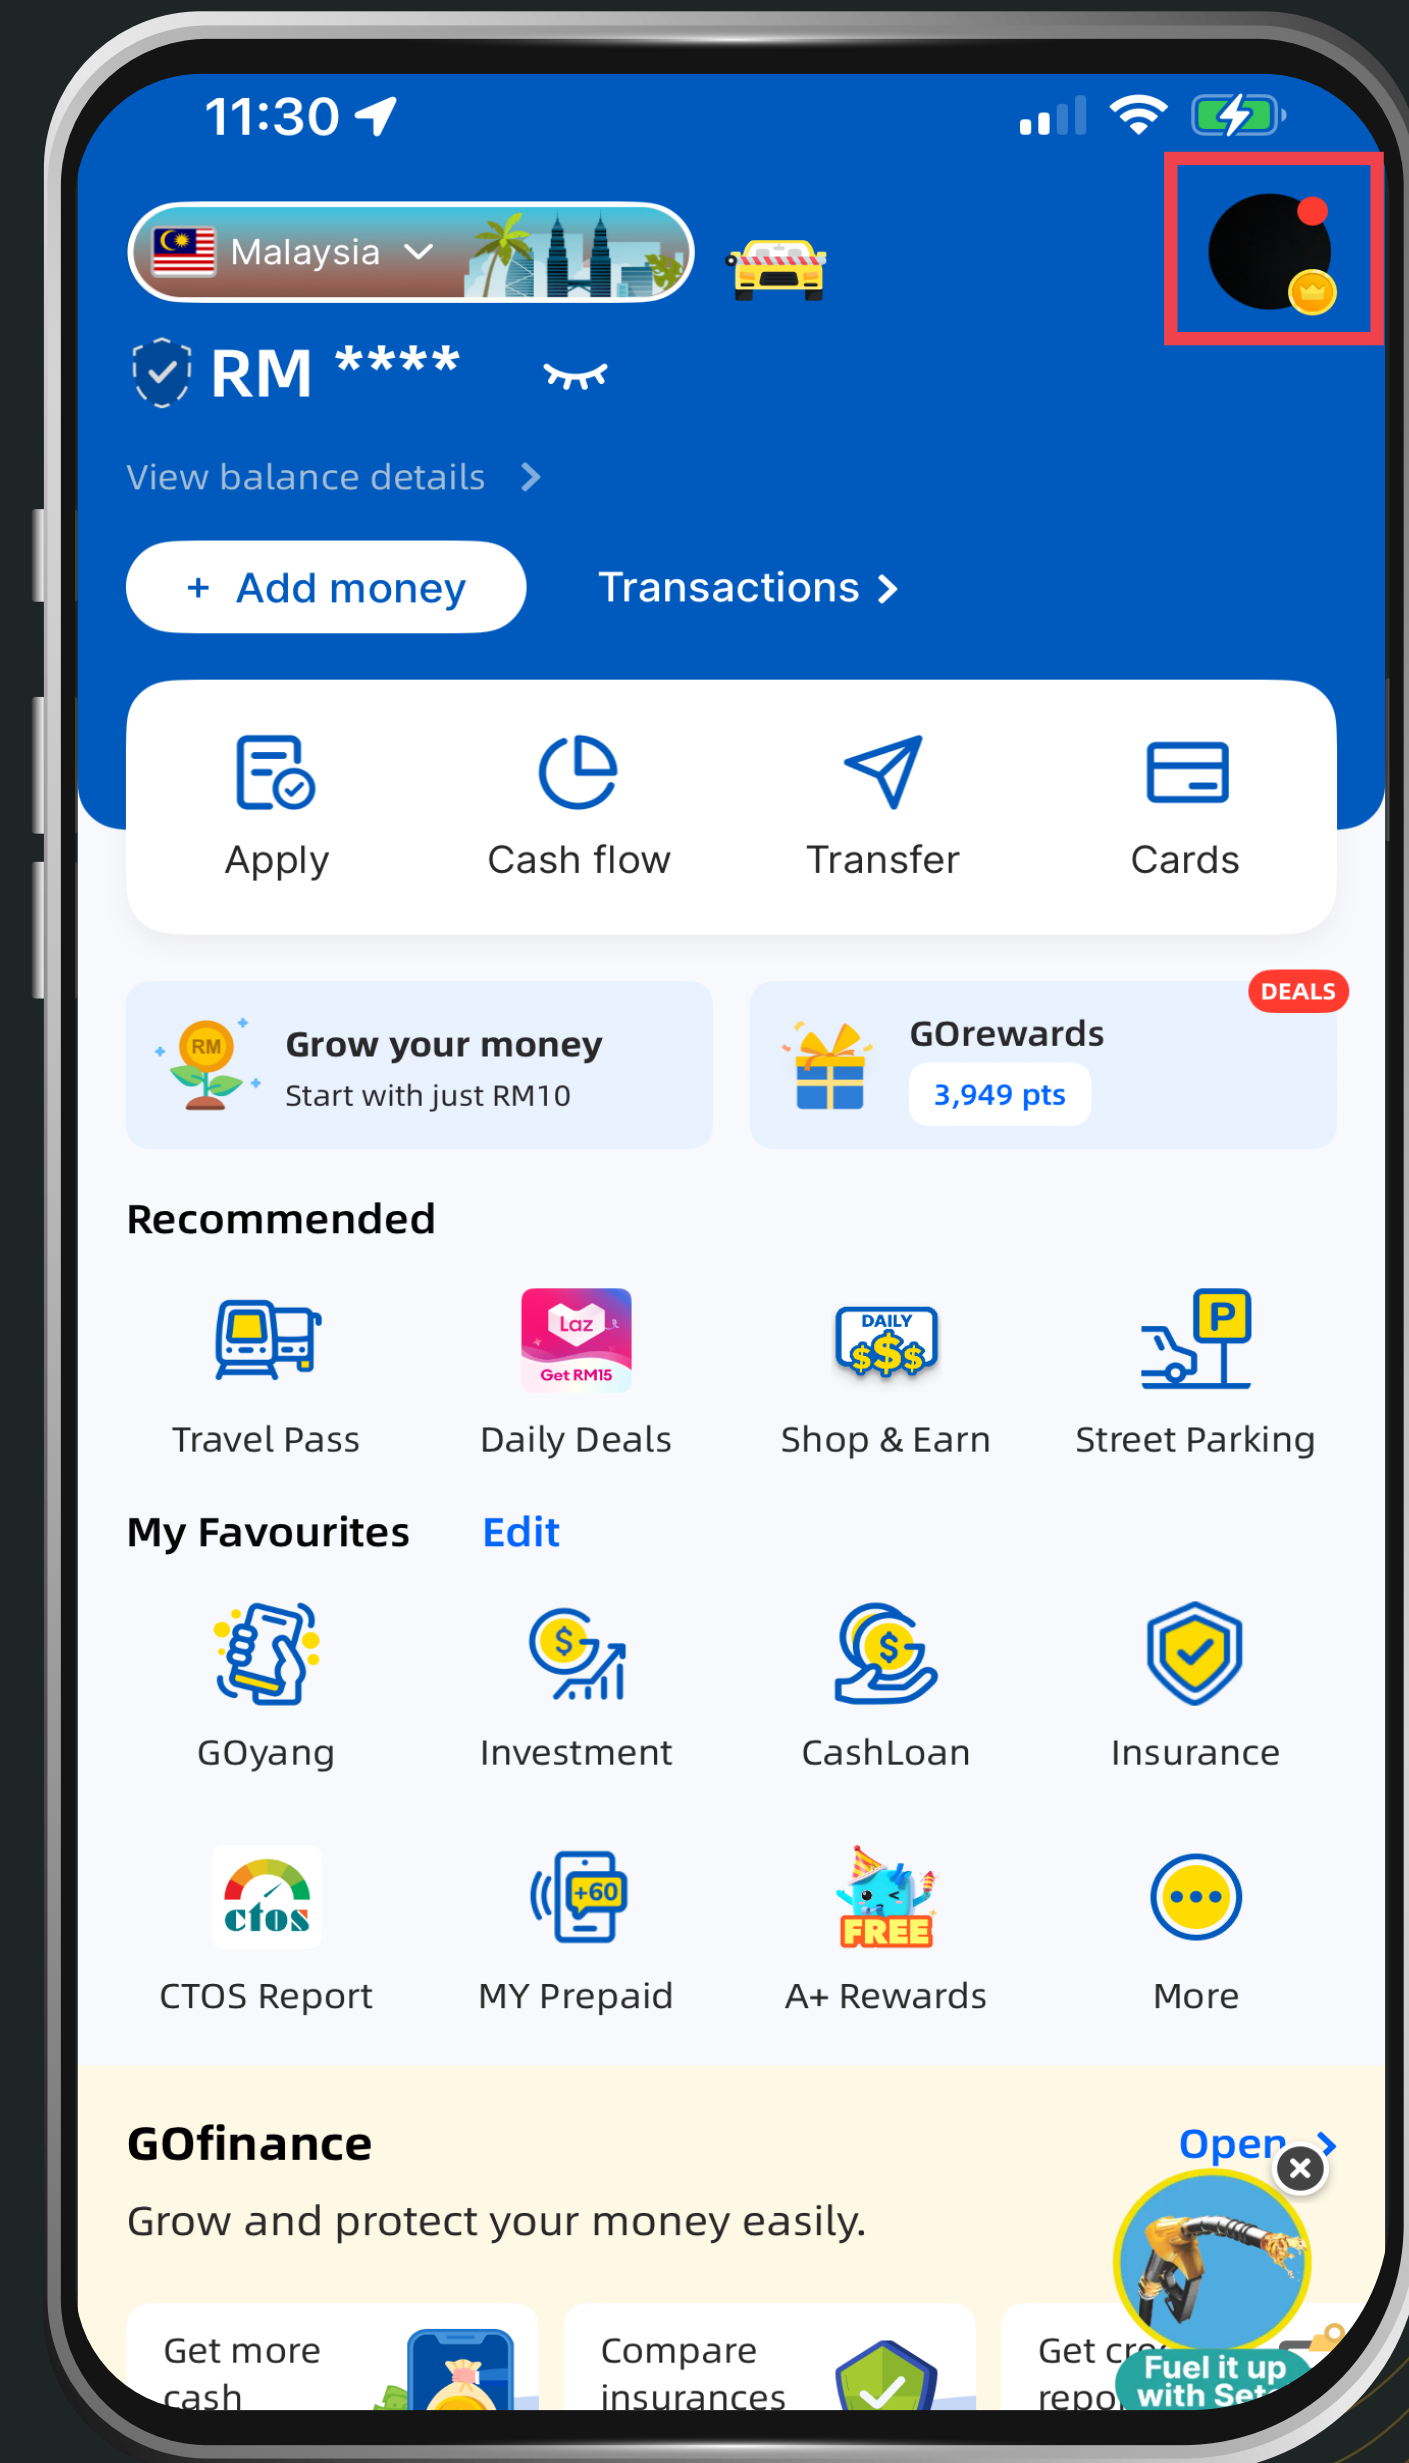 11:30
Malaysia
RM ****
View balance details
+ Add money
Transactions
Apply
Cash flow
Transfer
Cards
DEALS
RM
Grow your money
Start with just RM10
GOrewards
3,949 pts
Recommended
Laz
Get RM15
DAILY
$$$
P
Travel Pass
Daily Deals
Shop & Earn
Street Parking
My Favourites
Edit
$
$
GOyang
Investment
CashLoan
Insurance
ctos
+60
FREE
CTOS Report
MY Prepaid
A+ Rewards
More
GOfinance
Open
Grow and protect your money easily.
Get more
cash
Compare
insurances
Get
Fuel it up
with